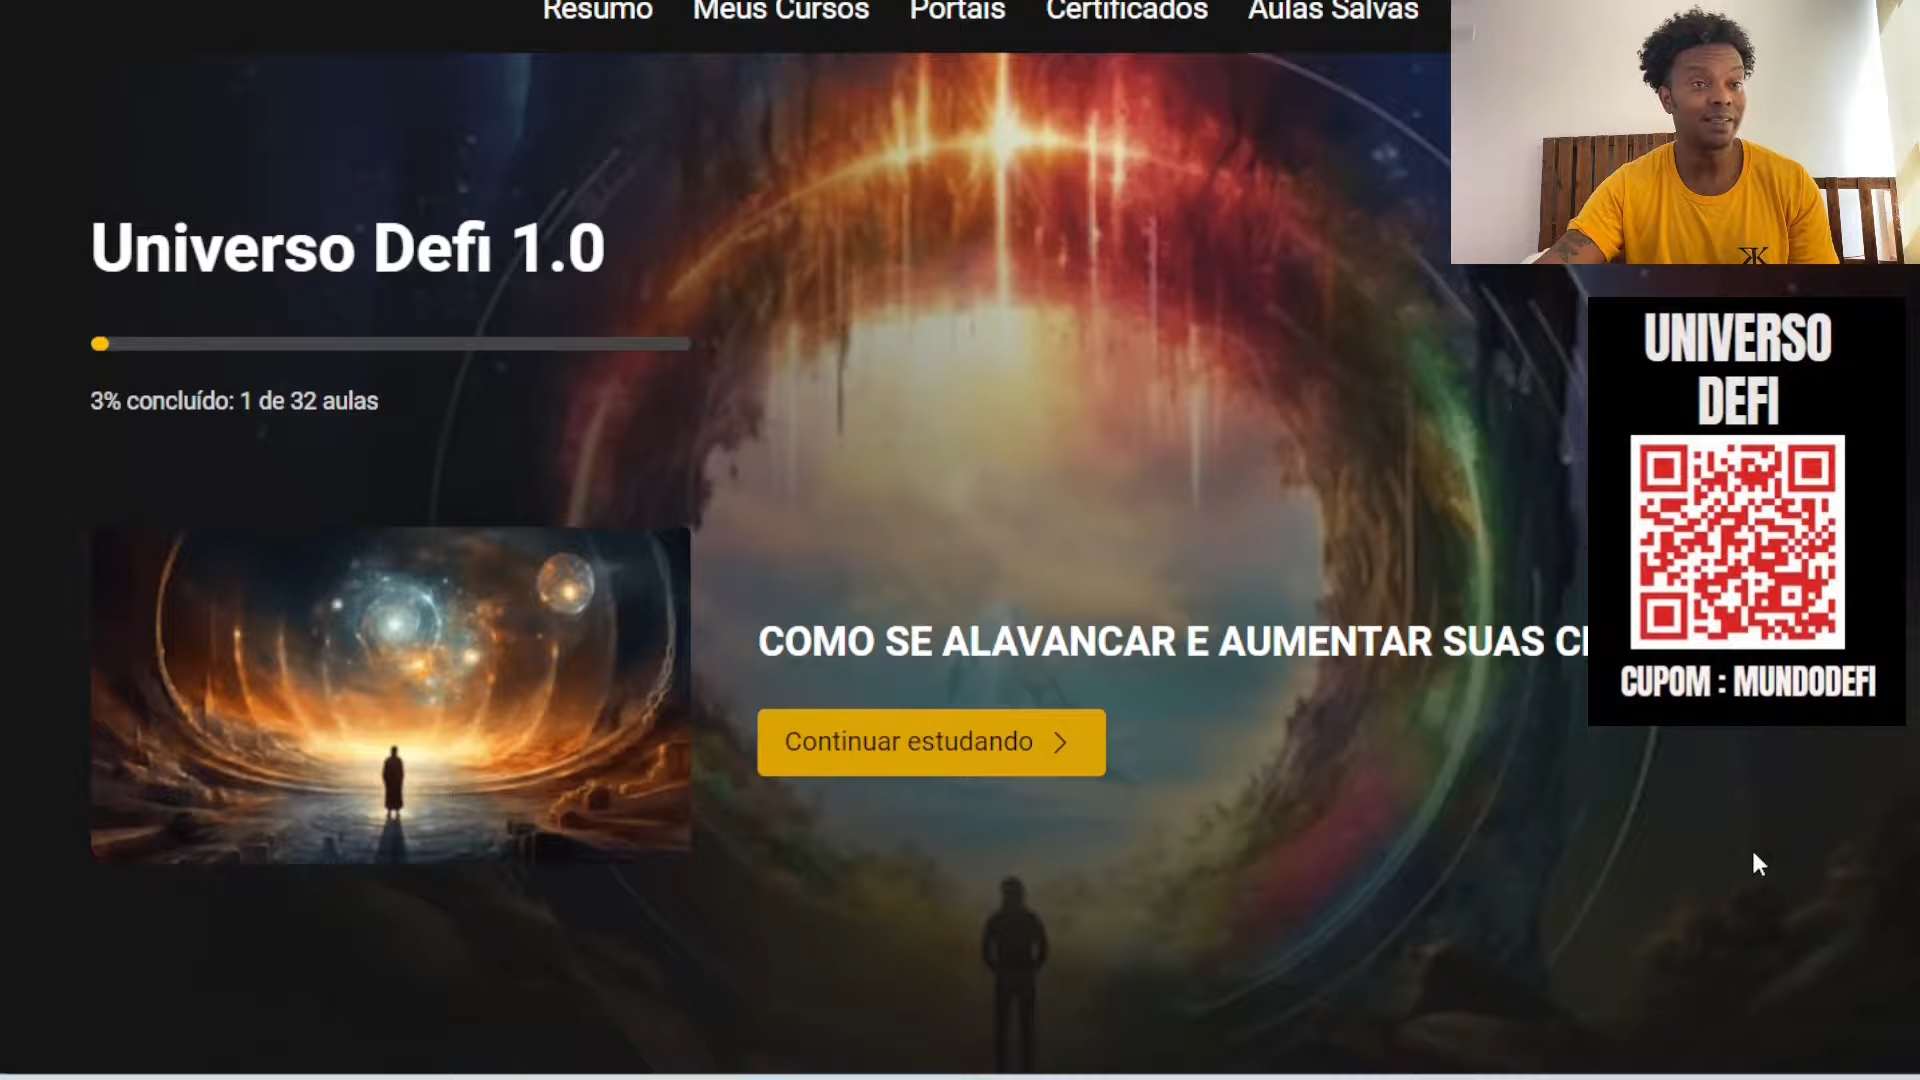 Resumo Meus Cursos Portais Certificados Aulas Salvas
Universo Defi 1.0
3% concluído: 1 de 32 aulas
COMO SE ALAVANCAR E AUMENTAR SUAS
Continuar estudando
UNIVERSO
DEFI
CUPOM : MUNDODEFI